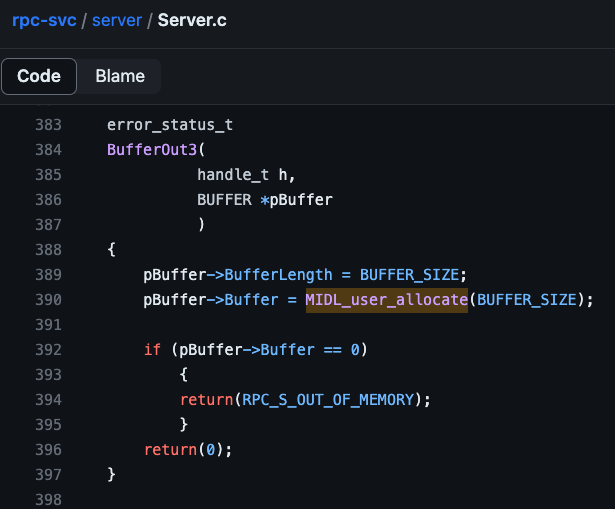 rpc-svc / server / Server.c
Code Blame
383 error_status_t
384 BufferOut3(
385 handle_t h,
386 BUFFER *pBuffer
387 )
388 {
389 pBuffer->BufferLength = BUFFER_SIZE;
390 pBuffer->Buffer = MIDL_user_allocate(BUFFER_SIZE);
391
392 if (pBuffer->Buffer == 0)
393 {
394 return(RPC_S_OUT_OF_MEMORY);
395 }
396 return(0);
397 }
398